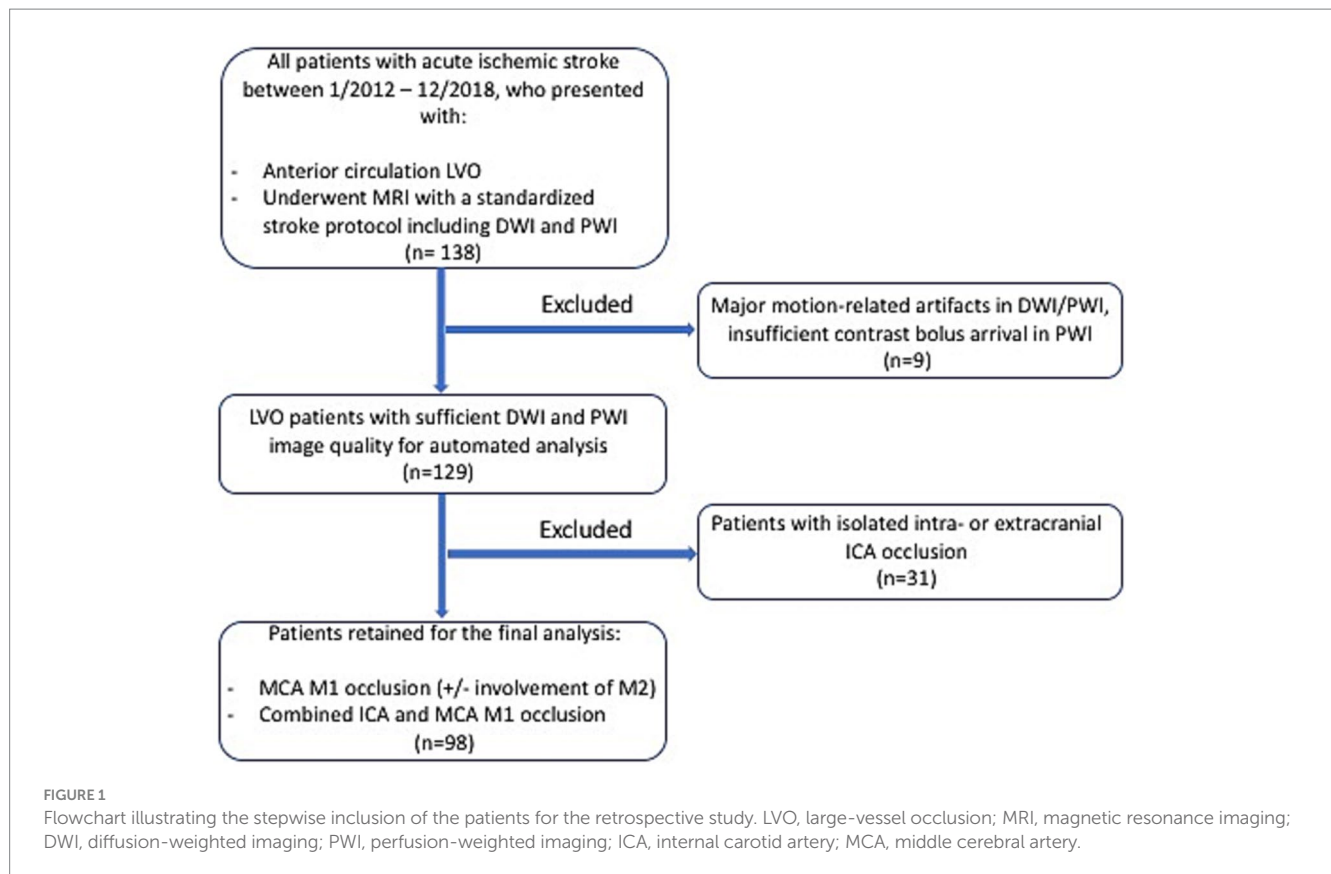 All patients with acute ischemic stroke
between 1/2012 – 12/2018, who presented
with:
- Anterior circulation LVO
- Underwent MRI with a standardized
stroke protocol including DWI and PWI
(n= 138)
Excluded
Major motion-related artifacts in DWI/PWI,
insufficient contrast bolus arrival in PWI
(n=9)
LVO patients with sufficient DWI and PWI
image quality for automated analysis
(n=129)
Excluded
Patients with isolated intra- or extracranial
ICA occlusion
(n=31)
Patients retained for the final analysis:
- MCA M1 occlusion (+/- involvement of M2)
- Combined ICA and MCA M1 occlusion
(n=98)
FIGURE 1
Flowchart illustrating the stepwise inclusion of the patients for the retrospective study. LVO, large-vessel occlusion; MRI, magnetic resonance imaging;
DWI, diffusion-weighted imaging; PWI, perfusion-weighted imaging; ICA, internal carotid artery; MCA, middle cerebral artery.